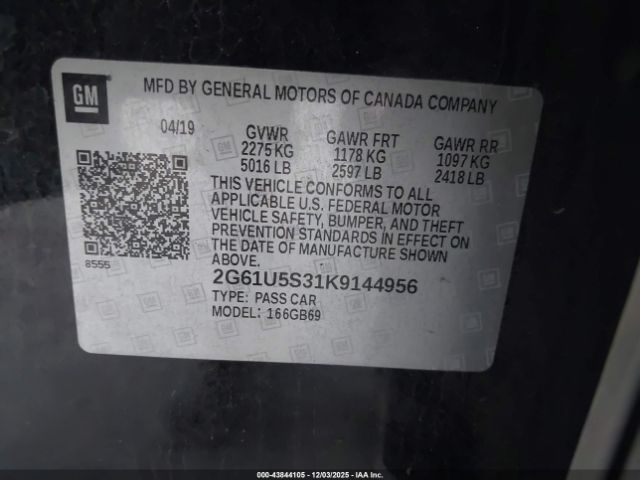 GM
MFD BY GENERAL MOTORS OF CANADA COMPANY
04/19
GVWR GAWR FRT GAWR RR
2275 KG 1178 KG 1097 KG
5016 LB 2597 LB 2418 LB
THIS VEHICLE CONFORMS TO ALL
APPLICABLE U.S. FEDERAL MOTOR
VEHICLE SAFETY, BUMPER, AND THEFT
PREVENTION STANDARDS IN EFFECT ON
THE DATE OF MANUFACTURE SHOWN
ABOVE.
8555
2G61U5S31K9144956
TYPE: PASS CAR
MODEL: 166GB69
000-43844105 - 12/03/2025 - IAAI.CA